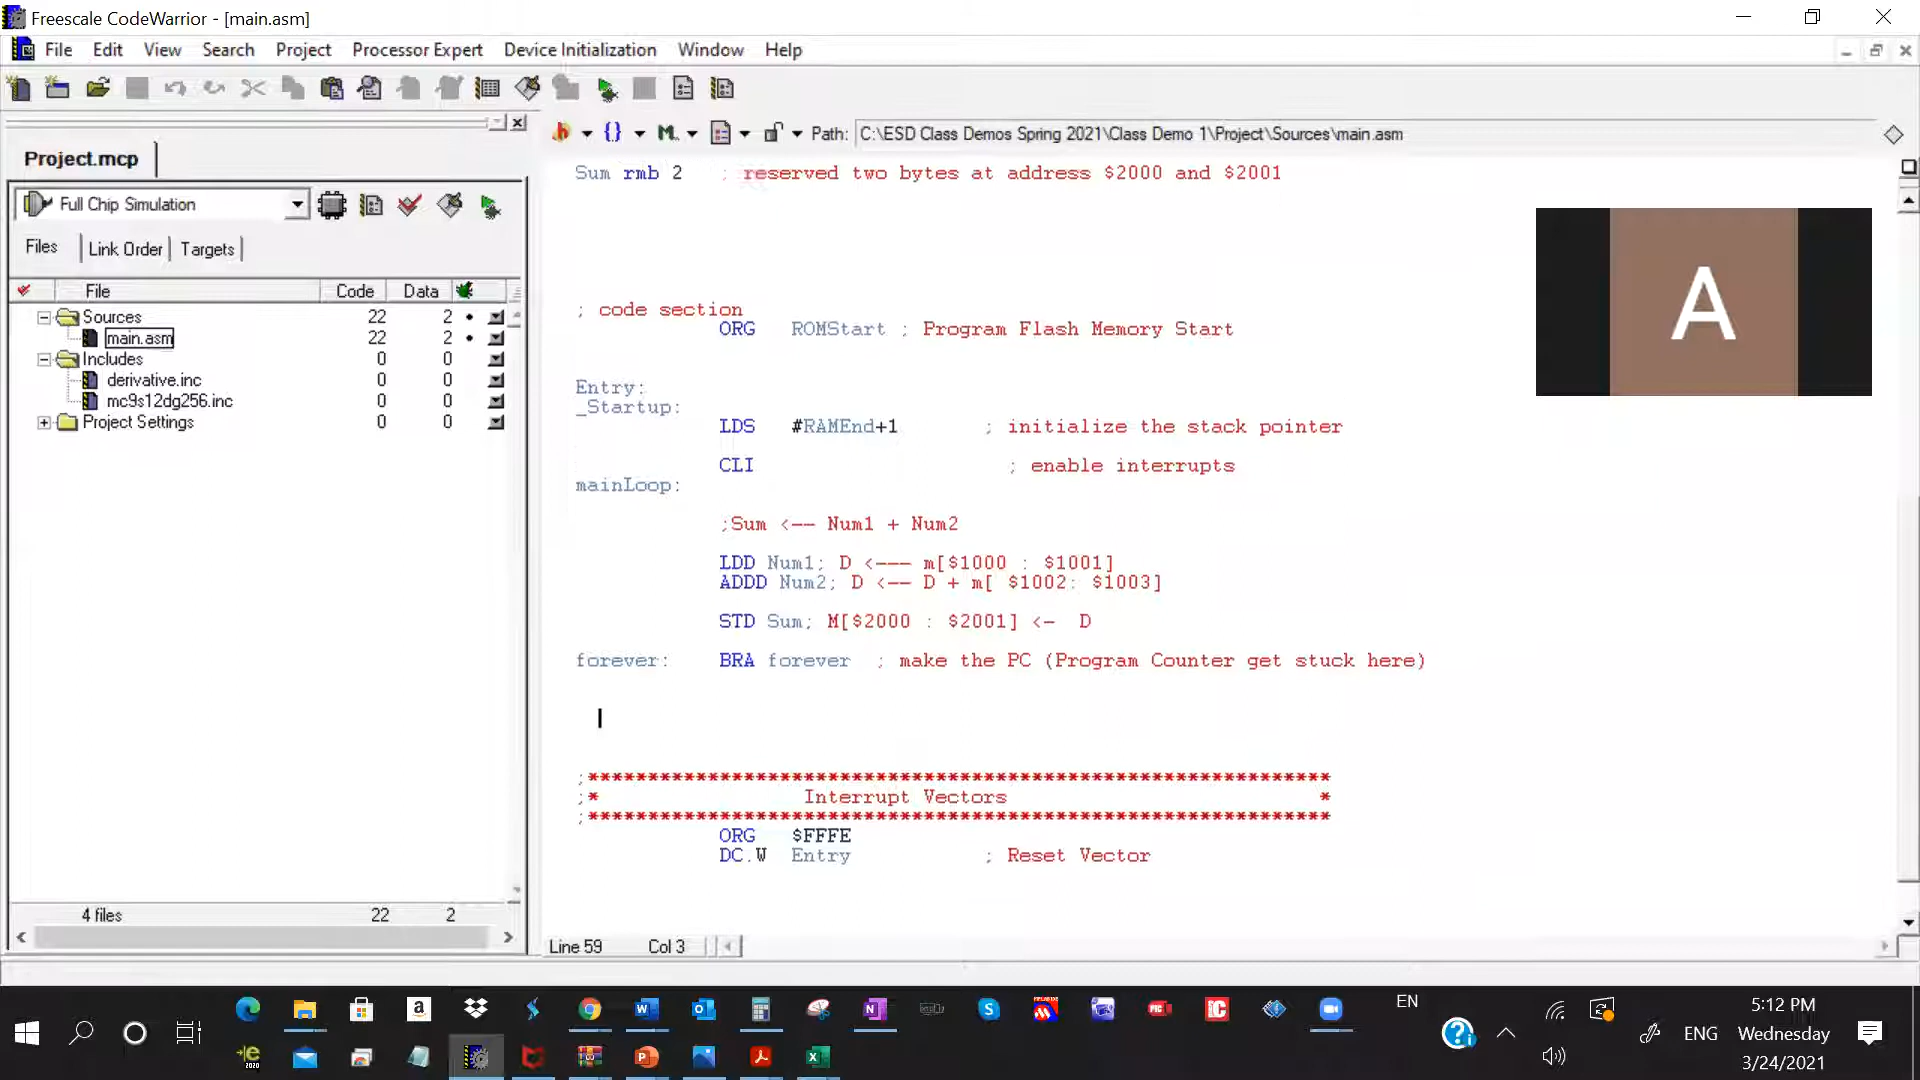 Freescale CodeWarrior - [main.asm]
File Edit View Search Project Processor Expert Device Initialization Window Help
Path: C:\ESD Class Demos Spring 2021\Class Demo 1\Project\Sources\main.asm
Project.mcp
Full Chip Simulation
Files Link Order Targets
File Code Data
Sources 22 2
main.asm 22 2
Includes 0 0
derivative.inc 0 0
mc9s12dg256.inc 0 0
Project Settings 0 0
4 files 22 2
Sum rmb 2 ; reserved two bytes at address $2000 and $2001
; code section
ORG ROMStart ; Program Flash Memory Start
Entry:
_Startup:
LDS #RAMEnd+1 ; initialize the stack pointer
CLI ; enable interrupts
mainLoop:
;Sum <-- Num1 + Num2
LDD Num1; D <--- m[$1000 : $1001]
ADDD Num2; D <-- D + m[ $1002: $1003]
STD Sum; M[$2000 : $2001] <- D
forever: BRA forever ; make the PC (Program Counter get stuck here)
;**************************************************************
;* Interrupt Vectors *
;**************************************************************
ORG $FFFE
DC.W Entry ; Reset Vector
Line 59 Col 3
A
EN
ENG
5:12 PM
Wednesday
3/24/2021